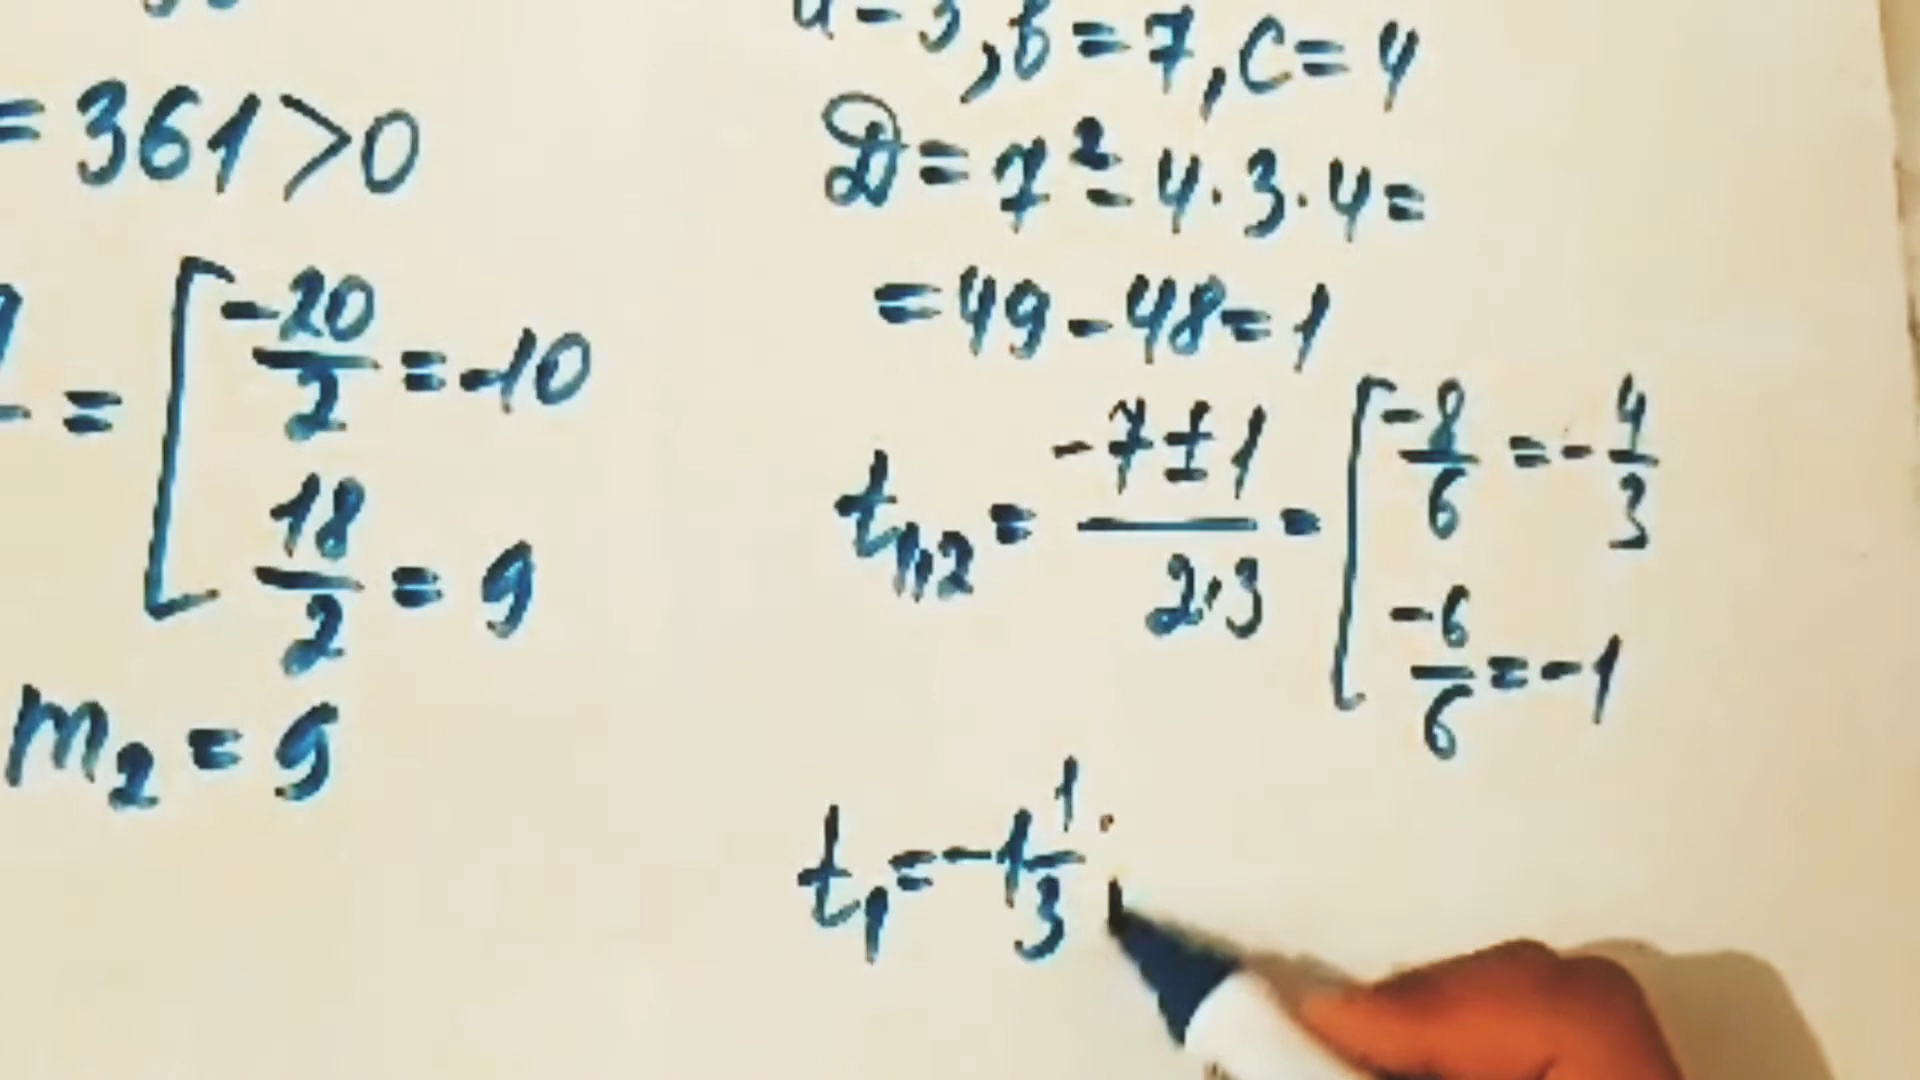 = 361 > 0
= [ -20/2 = -10
18/2 = 9
m₂ = 9
a = 3, b = 7, c = 4
D = 7² - 4·3·4 =
= 49 - 48 = 1
t₁,₂ = (-7 ± 1)/(2·3) = [ -8/6 = -4/3
-6/6 = -1
t₁ = -1 1/3